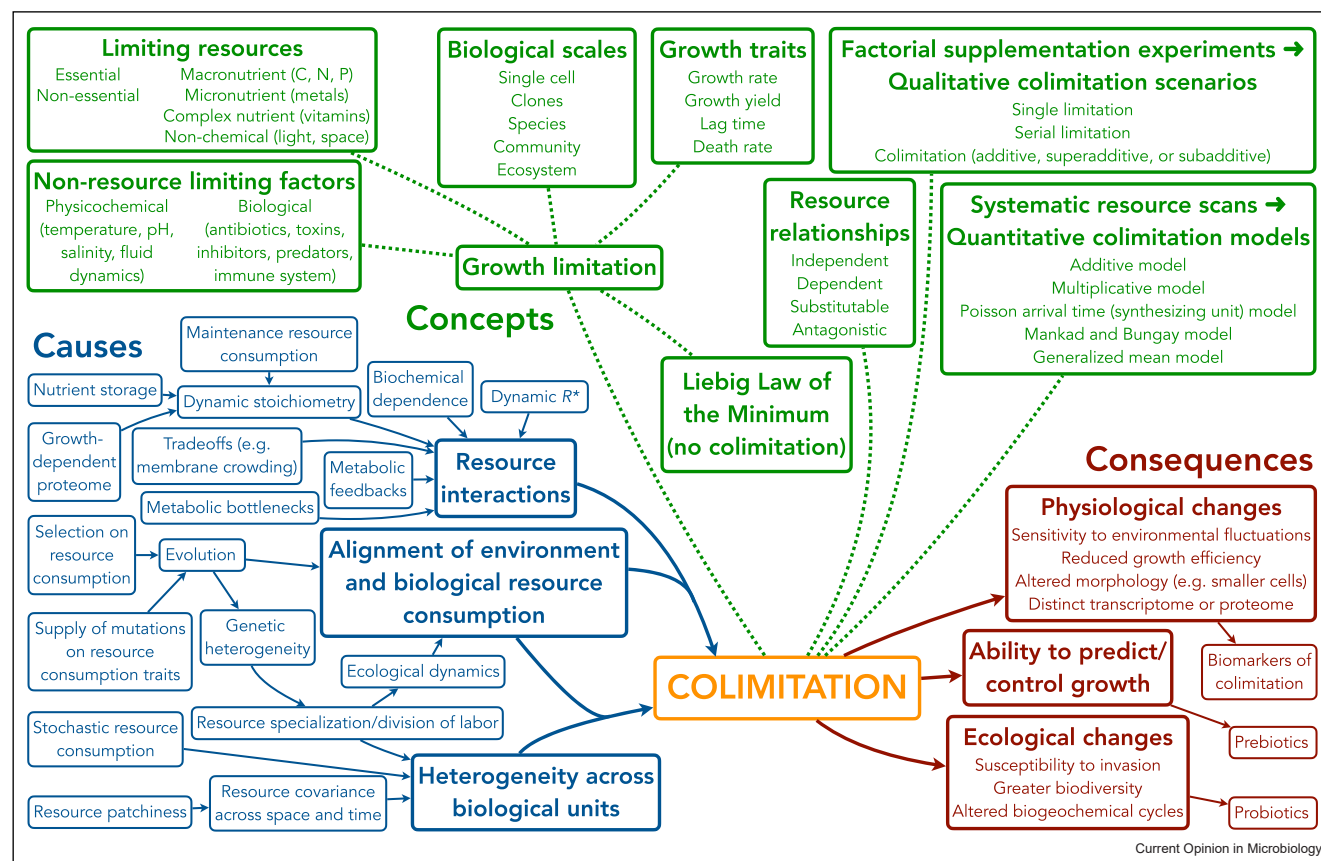 Limiting resources
Essential
Non-essential
Macronutrient (C, N, P)
Micronutrient (metals)
Complex nutrient (vitamins)
Non-chemical (light, space)
Non-resource limiting factors
Physicochemical
(temperature, pH,
salinity, fluid
dynamics)
Biological
(antibiotics, toxins,
inhibitors, predators,
immune system)
Biological scales
Single cell
Clones
Species
Community
Ecosystem
Growth traits
Growth rate
Growth yield
Lag time
Death rate
Factorial supplementation experiments ➜
Qualitative colimitation scenarios
Single limitation
Serial limitation
Colimitation (additive, superadditive, or subadditive)
Resource
relationships
Independent
Dependent
Substitutable
Antagonistic
Systematic resource scans ➜
Quantitative colimitation models
Additive model
Multiplicative model
Poisson arrival time (synthesizing unit) model
Mankad and Bungay model
Generalized mean model
Growth limitation
Concepts
Liebig Law of
the Minimum
(no colimitation)
Causes
Maintenance resource
consumption
Nutrient storage
Dynamic stoichiometry
Biochemical
dependence
Dynamic R*
Growth-
dependent
proteome
Tradeoffs (e.g.
membrane crowding)
Metabolic
feedbacks
Metabolic bottlenecks
Resource
interactions
Selection on
resource
consumption
Evolution
Alignment of environment
and biological resource
consumption
Supply of mutations
on resource
consumption traits
Genetic
heterogeneity
Ecological dynamics
Resource specialization/division of labor
Stochastic resource
consumption
Resource patchiness
Resource covariance
across space and time
Heterogeneity across
biological units
COLIMITATION
Consequences
Physiological changes
Sensitivity to environmental fluctuations
Reduced growth efficiency
Altered morphology (e.g. smaller cells)
Distinct transcriptome or proteome
Biomarkers of
colimitation
Ability to predict/
control growth
Prebiotics
Ecological changes
Susceptibility to invasion
Greater biodiversity
Altered biogeochemical cycles
Probiotics
Current Opinion in Microbiology